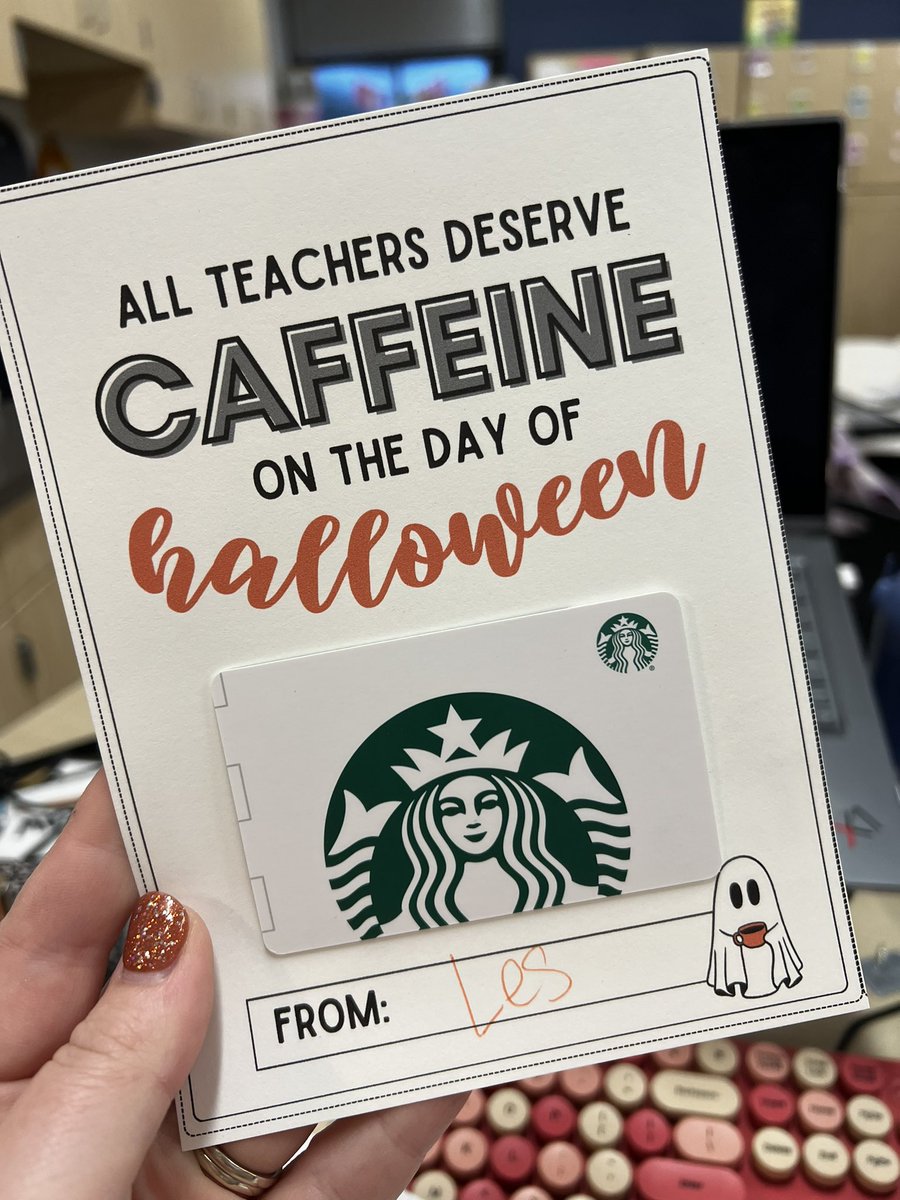 ALL TEACHERS DESERVE
CAFFEINE
ON THE DAY OF
halloween
FROM: Les